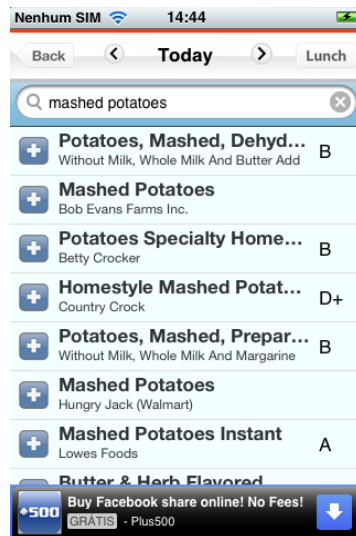 Nenhum SIM 14:44
Back Today Lunch
mashed potatoes
Potatoes, Mashed, Dehyd...
Without Milk, Whole Milk And Butter Add
B
Mashed Potatoes
Bob Evans Farms Inc.
Potatoes Specialty Home...
Betty Crocker
B
Homestyle Mashed Potat...
Country Crock
D+
Potatoes, Mashed, Prepar...
Without Milk, Whole Milk And Margarine
B
Mashed Potatoes
Hungry Jack (Walmart)
Mashed Potatoes Instant
Lowes Foods
A
Butter & Herb Flavored
+500
Buy Facebook share online! No Fees!
GRÁTIS - Plus500